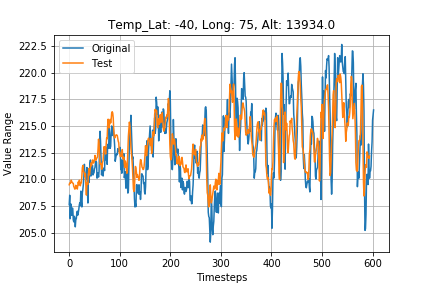 Temp_Lat: -40, Long: 75, Alt: 13934.0
Original
Test
Value Range
222.5
220.0
217.5
215.0
212.5
210.0
207.5
205.0
0 100 200 300 400 500 600
Timesteps